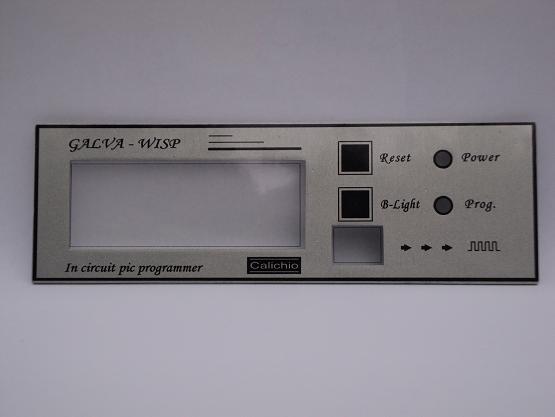 GALVA - WISP
Reset
Power
B-Light
Prog.
In circuit pic programmer
Calichio